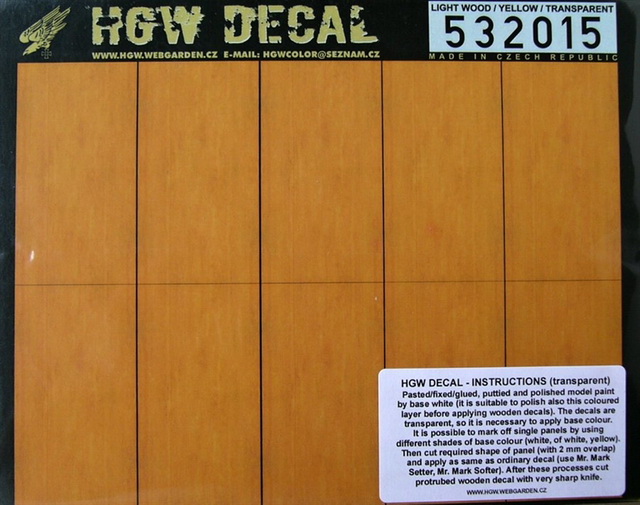 HGW DECAL
WWW.HGW.WEBGARDEN.CZ E-MAIL: HGWCOLOR@SEZNAM.CZ
LIGHT WOOD / YELLOW / TRANSPARENT
532015
MADE IN CZECH REPUBLIC
HGW DECAL - INSTRUCTIONS (transparent)
Pasted/fixed/glued, puttied and polished model paint
by base white (it is suitable to polish also this coloured
layer before applying wooden decals). The decals are
transparent, so it is necessary to apply base colour.
It is possible to mark off single panels by using
different shades of base colour (white, of white, yellow).
Then cut required shape of panel (with 2 mm overlap)
and apply as same as ordinary decal (use Mr. Mark
Setter, Mr. Mark Softer). After these processes cut
protrubed wooden decal with very sharp knife.
WWW.HGW.WEBGARDEN.CZ